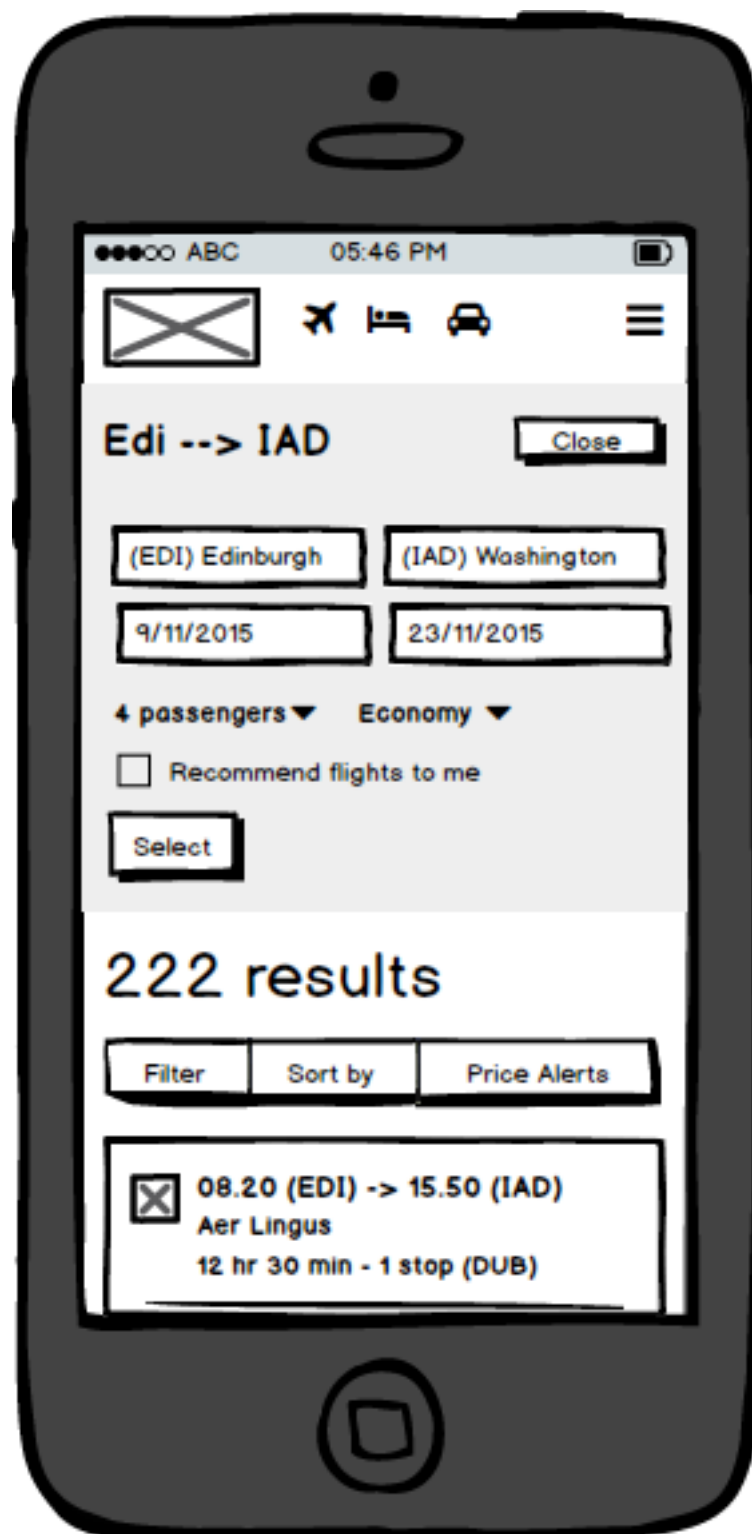 ABC 05:46 PM
Edi --> IAD Close
(EDI) Edinburgh (IAD) Washington
9/11/2015 23/11/2015
4 passengers Economy
Recommend flights to me
Select
222 results
Filter Sort by Price Alerts
08.20 (EDI) -> 15.50 (IAD)
Aer Lingus
12 hr 30 min - 1 stop (DUB)